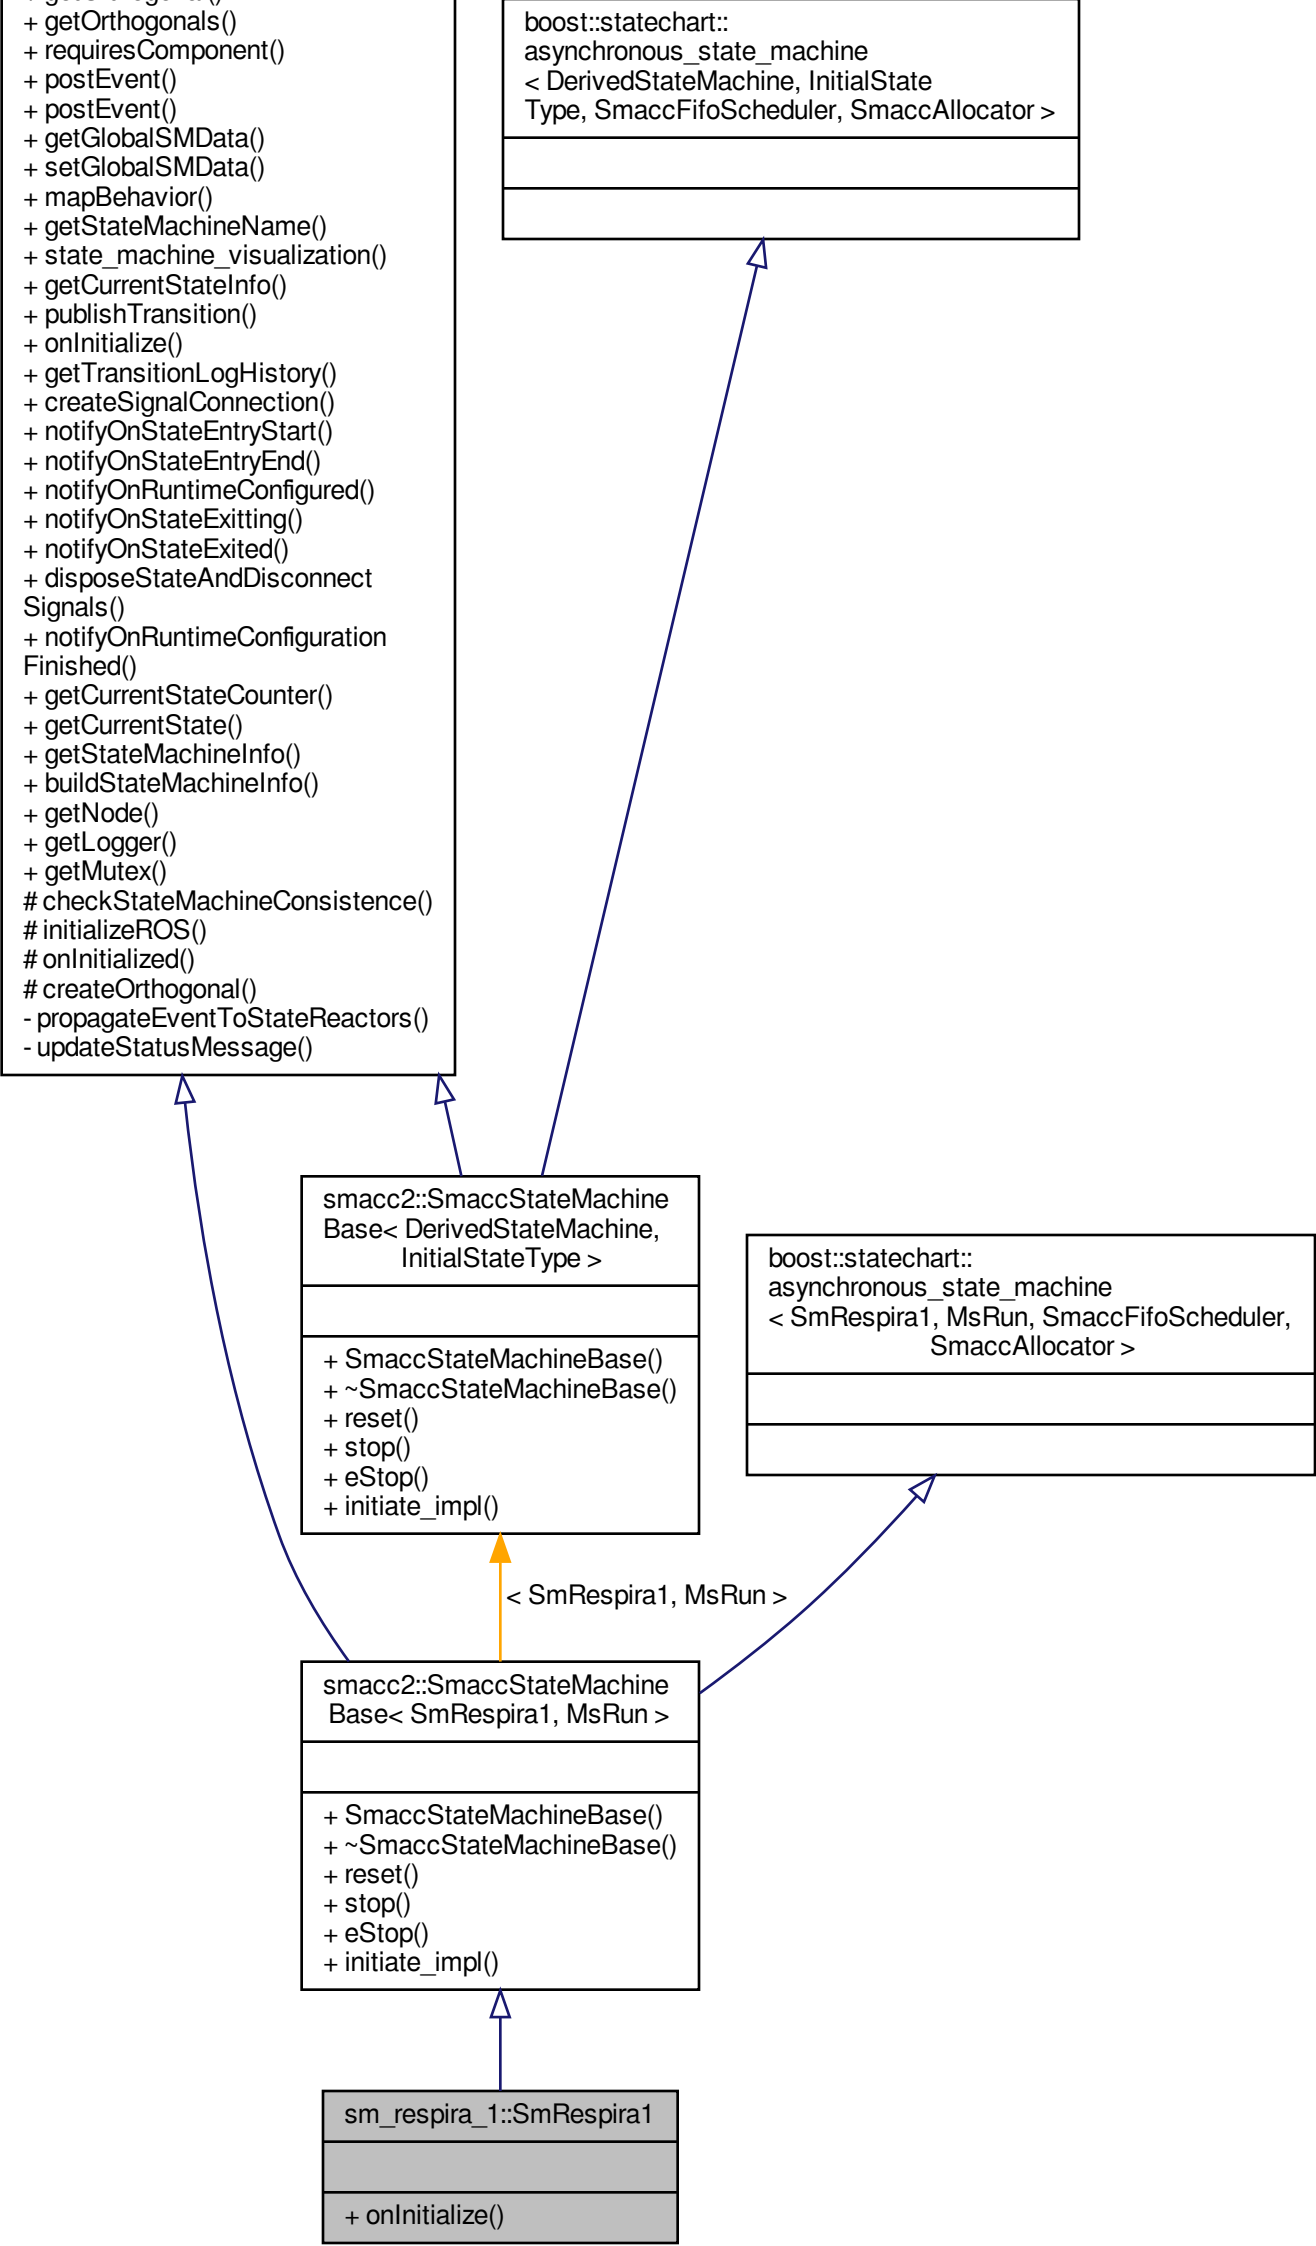 + getOrthogonals()
+ requiresComponent()
+ postEvent()
+ postEvent()
+ getGlobalSMData()
+ setGlobalSMData()
+ mapBehavior()
+ getStateMachineName()
+ state_machine_visualization()
+ getCurrentStateInfo()
+ publishTransition()
+ onInitialize()
+ getTransitionLogHistory()
+ createSignalConnection()
+ notifyOnStateEntryStart()
+ notifyOnStateEntryEnd()
+ notifyOnRuntimeConfigured()
+ notifyOnStateExitting()
+ notifyOnStateExited()
+ disposeStateAndDisconnect
Signals()
+ notifyOnRuntimeConfiguration
Finished()
+ getCurrentStateCounter()
+ getCurrentState()
+ getStateMachineInfo()
+ buildStateMachineInfo()
+ getNode()
+ getLogger()
+ getMutex()
# checkStateMachineConsistence()
# initializeROS()
# onInitialized()
# createOrthogonal()
- propagateEventToStateReactors()
- updateStatusMessage()
boost::statechart::
asynchronous_state_machine
< DerivedStateMachine, InitialState
Type, SmaccFifoScheduler, SmaccAllocator >
smacc2::SmaccStateMachine
Base< DerivedStateMachine,
InitialStateType >
+ SmaccStateMachineBase()
+ ~SmaccStateMachineBase()
+ reset()
+ stop()
+ eStop()
+ initiate_impl()
boost::statechart::
asynchronous_state_machine
< SmRespira1, MsRun, SmaccFifoScheduler,
SmaccAllocator >
< SmRespira1, MsRun >
smacc2::SmaccStateMachine
Base< SmRespira1, MsRun >
+ SmaccStateMachineBase()
+ ~SmaccStateMachineBase()
+ reset()
+ stop()
+ eStop()
+ initiate_impl()
sm_respira_1::SmRespira1
+ onInitialize()